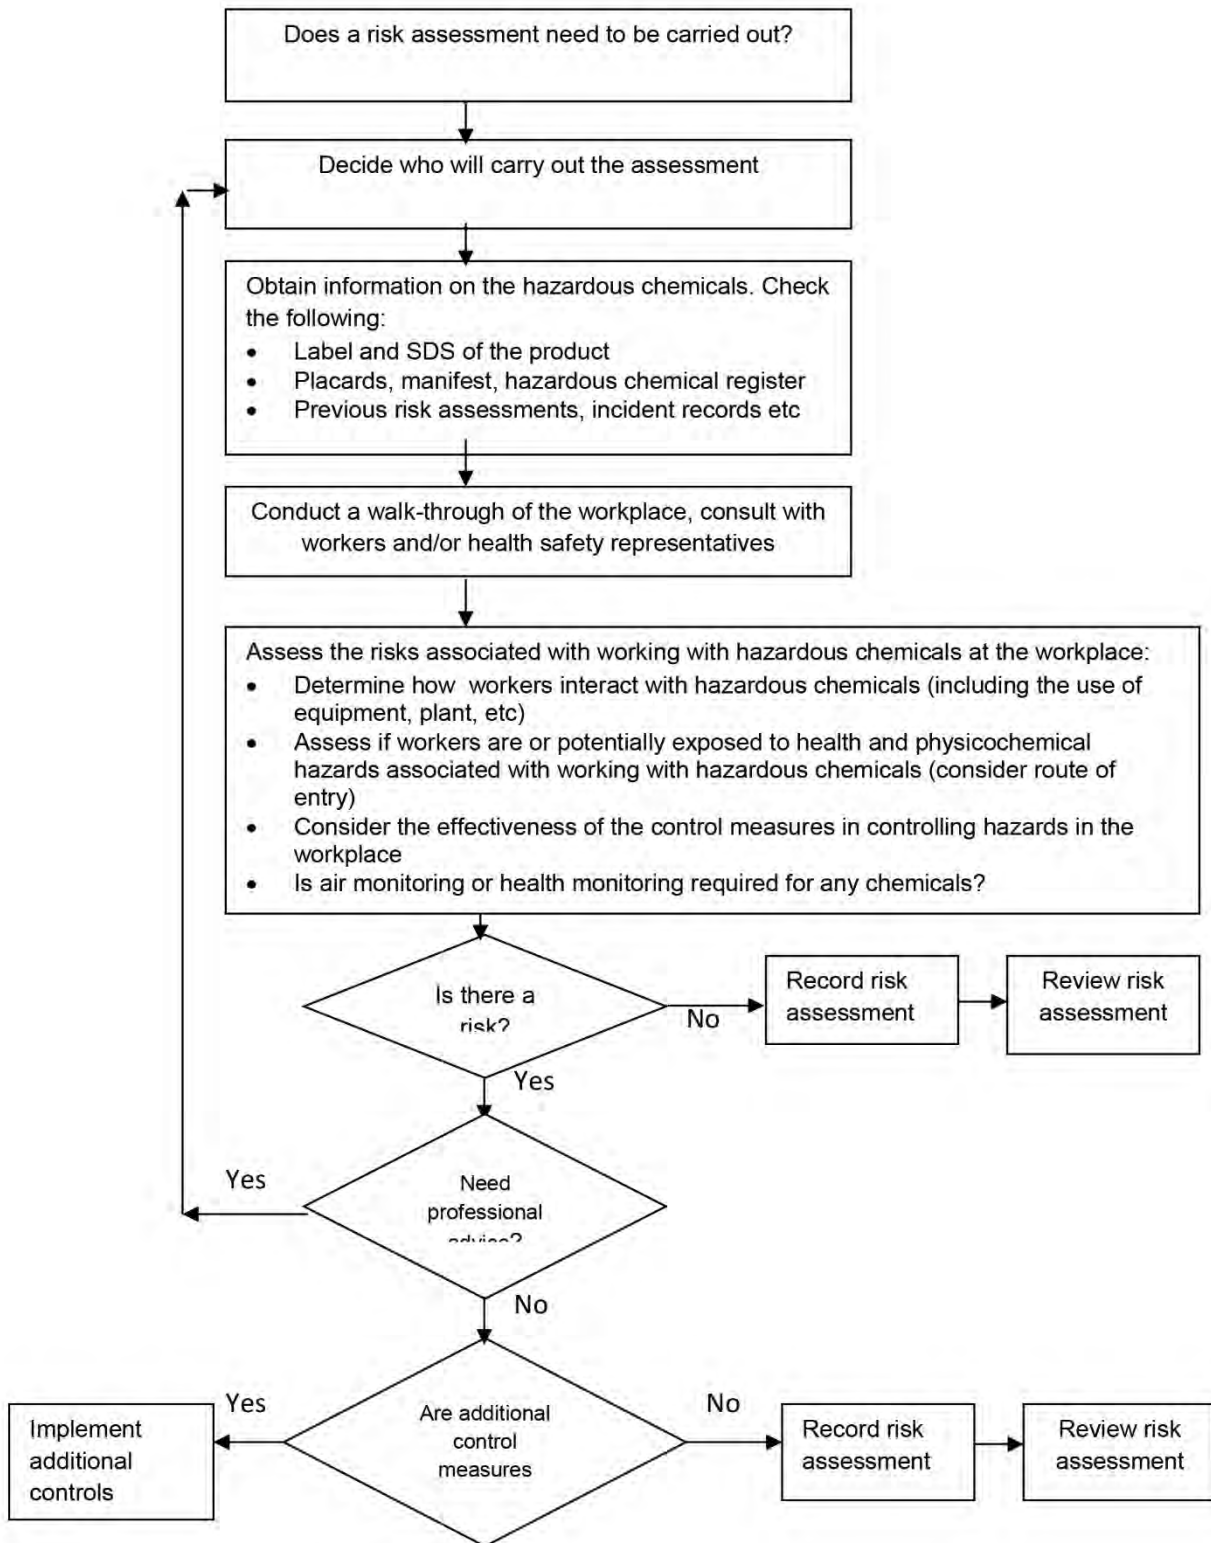 Does a risk assessment need to be carried out?
Decide who will carry out the assessment
Obtain information on the hazardous chemicals. Check
the following:
• Label and SDS of the product
• Placards, manifest, hazardous chemical register
• Previous risk assessments, incident records etc
Conduct a walk-through of the workplace, consult with
workers and/or health safety representatives
Assess the risks associated with working with hazardous chemicals at the workplace:
• Determine how workers interact with hazardous chemicals (including the use of
equipment, plant, etc)
• Assess if workers are or potentially exposed to health and physicochemical
hazards associated with working with hazardous chemicals (consider route of
entry)
• Consider the effectiveness of the control measures in controlling hazards in the
workplace
• Is air monitoring or health monitoring required for any chemicals?
Is there a
risk?
No
Record risk
assessment
Review risk
assessment
Yes
Need
professional
advice?
Yes
No
Are additional
control
measures
Yes
Implement
additional
controls
No
Record risk
assessment
Review risk
assessment